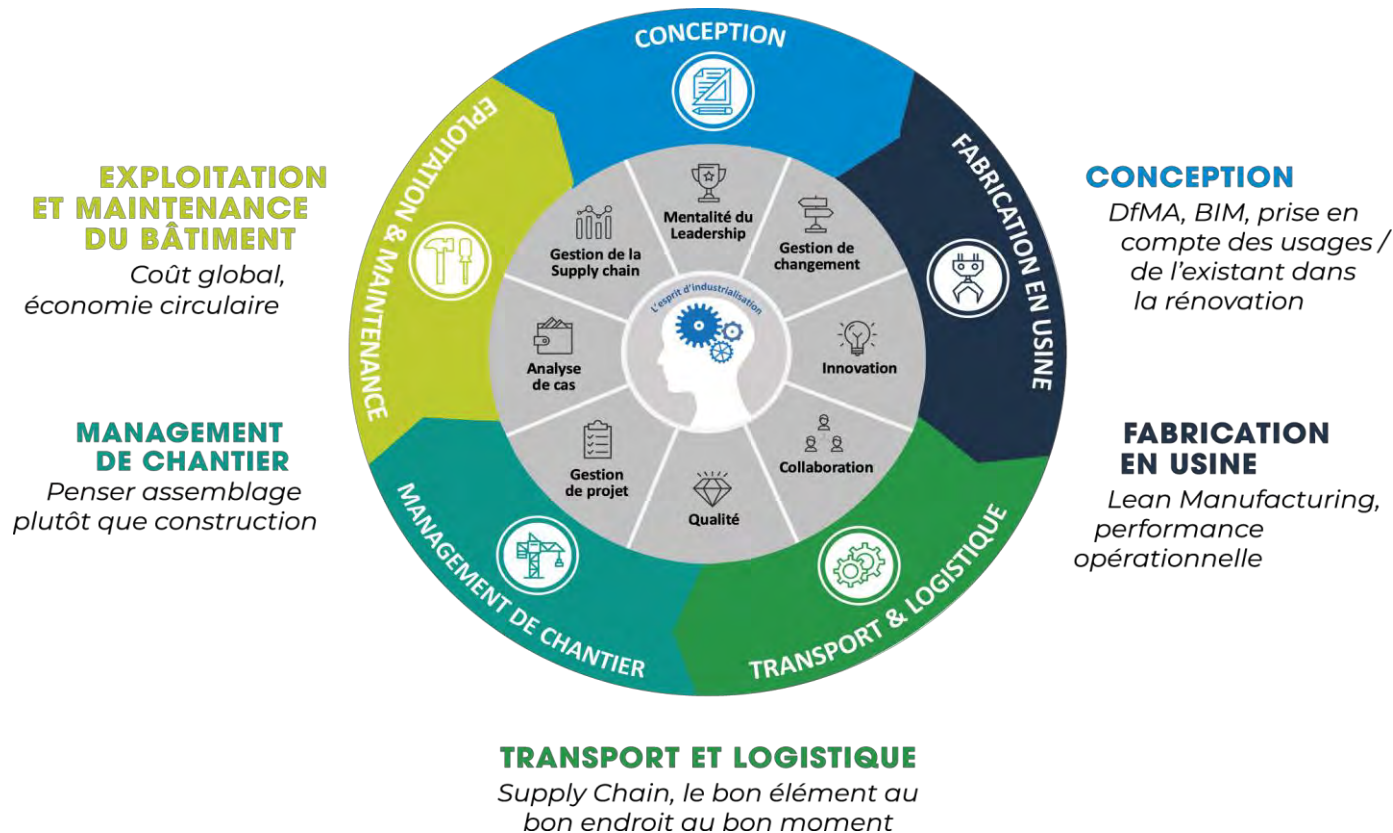 CONCEPTION
FABRICATION EN USINE
TRANSPORT & LOGISTIQUE
MANAGEMENT DE CHANTIER
EPLOITATION & MAINTENANCE
Mentalité du
Leadership
Gestion de
changement
Innovation
Collaboration
Qualité
Gestion
de projet
Analyse
de cas
Gestion de la
Supply chain
L'esprit d'industrialisation
CONCEPTION
DfMA, BIM, prise en
compte des usages /
de l’existant dans
la rénovation
FABRICATION
EN USINE
Lean Manufacturing,
performance
opérationnelle
TRANSPORT ET LOGISTIQUE
Supply Chain, le bon élément au
bon endroit au bon moment
MANAGEMENT
DE CHANTIER
Penser assemblage
plutôt que construction
EXPLOITATION
ET MAINTENANCE
DU BÂTIMENT
Coût global,
économie circulaire